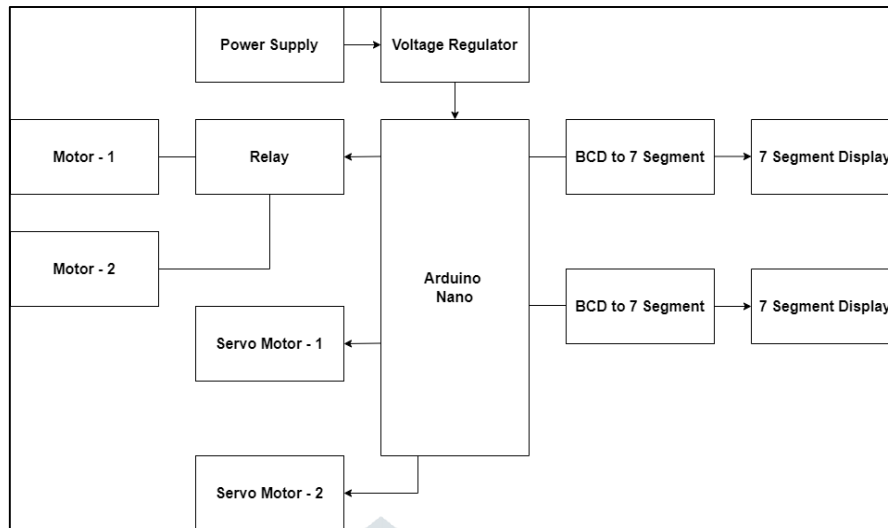 Power Supply
Voltage Regulator
Motor - 1
Relay
BCD to 7 Segment
7 Segment Display
Motor - 2
Arduino
Nano
BCD to 7 Segment
7 Segment Display
Servo Motor - 1
Servo Motor - 2